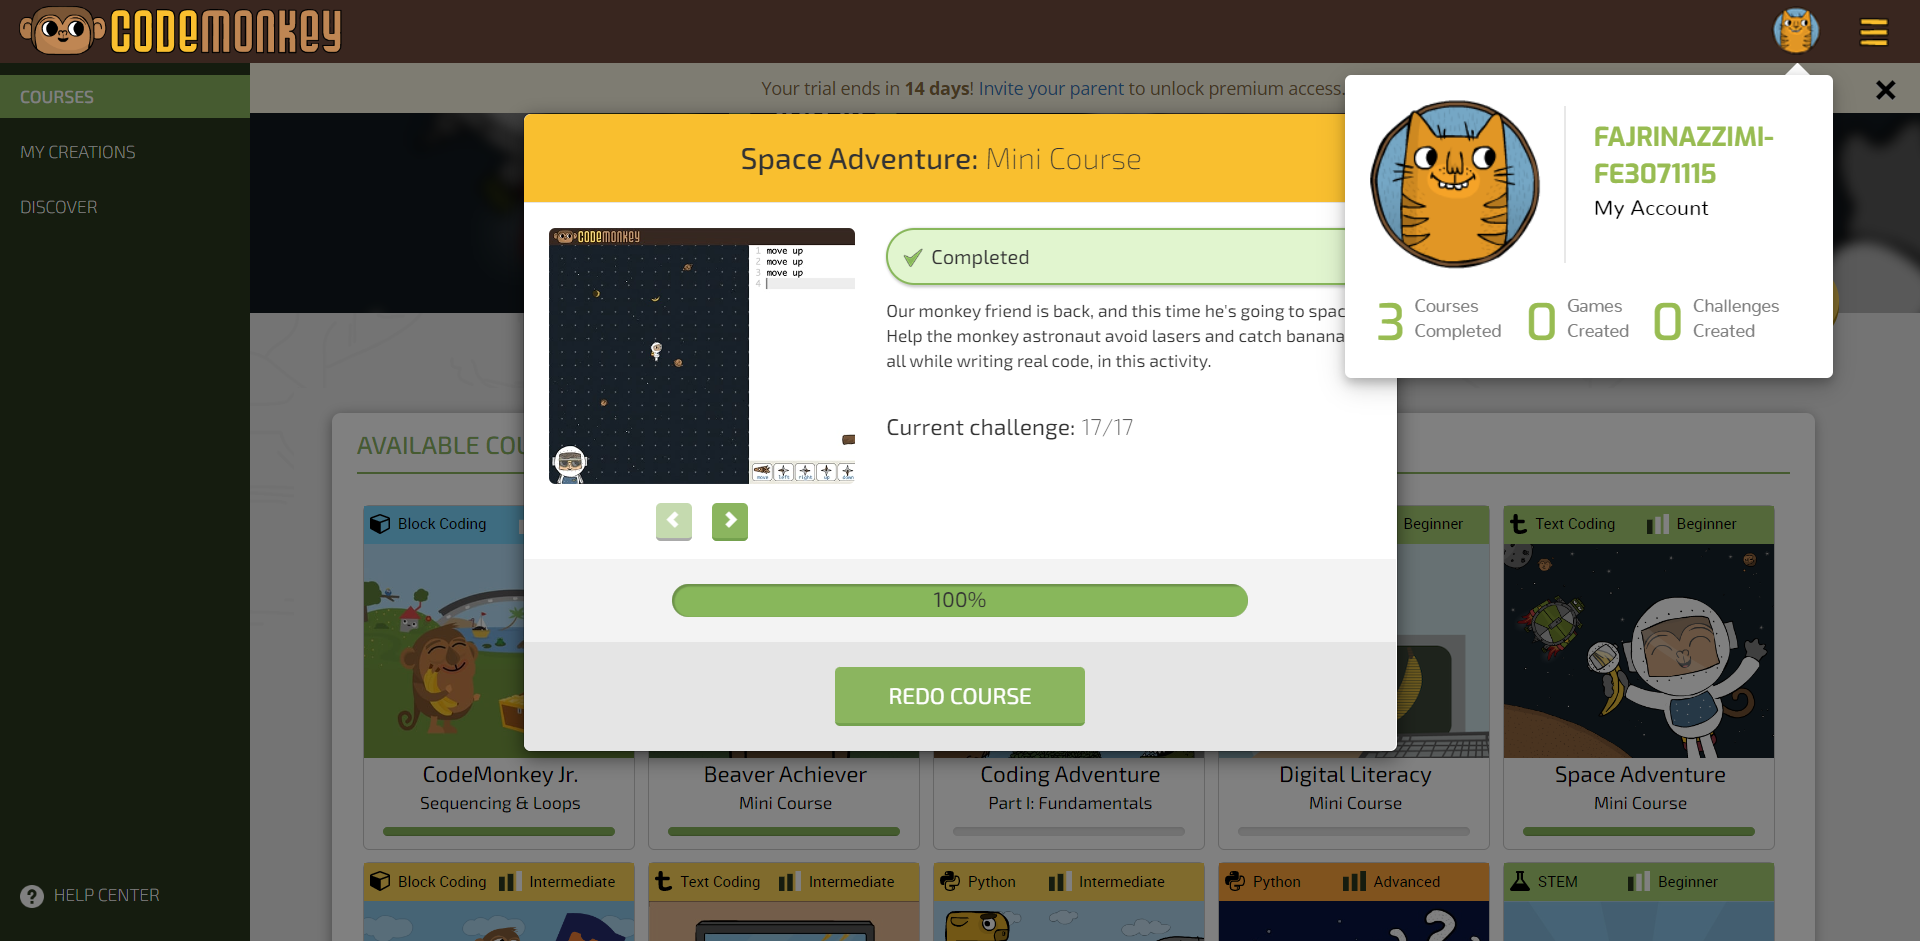 CODEMONKEY
COURSES
MY CREATIONS
DISCOVER
HELP CENTER
Your trial ends in 14 days! Invite your parent to unlock premium access.
FAJRINAZZIMI-
FE3071115
My Account
3 Courses Completed
0 Games Created
0 Challenges Created
Space Adventure: Mini Course
CODEMONKEY
1 move up
2 move up
3 move up
4
move left right up down
Completed
Our monkey friend is back, and this time he's going to spac
Help the monkey astronaut avoid lasers and catch banana
all while writing real code, in this activity.
Current challenge: 17/17
100%
REDO COURSE
AVAILABLE COU
Block Coding
Beginner
Text Coding Beginner
CodeMonkey Jr.
Sequencing & Loops
Beaver Achiever
Mini Course
Coding Adventure
Part I: Fundamentals
Digital Literacy
Mini Course
Space Adventure
Mini Course
Block Coding Intermediate
Text Coding Intermediate
Python Intermediate
Python Advanced
STEM Beginner